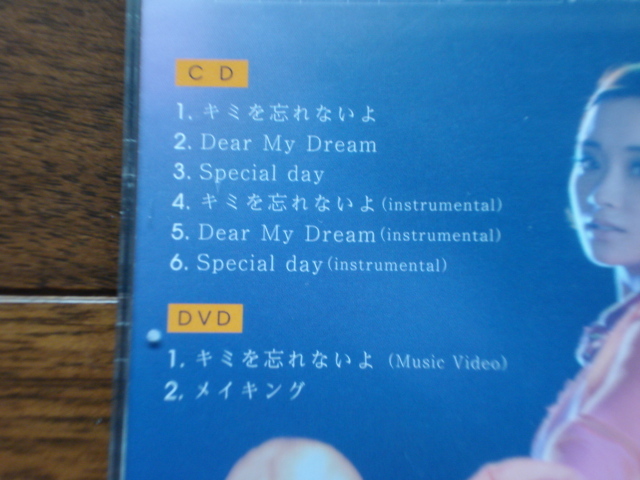 CD
1. キミを忘れないよ
2. Dear My Dream
3. Special day
4. キミを忘れないよ(instrumental)
5. Dear My Dream(instrumental)
6. Special day(instrumental)
DVD
1. キミを忘れないよ (Music Video)
2. メイキング